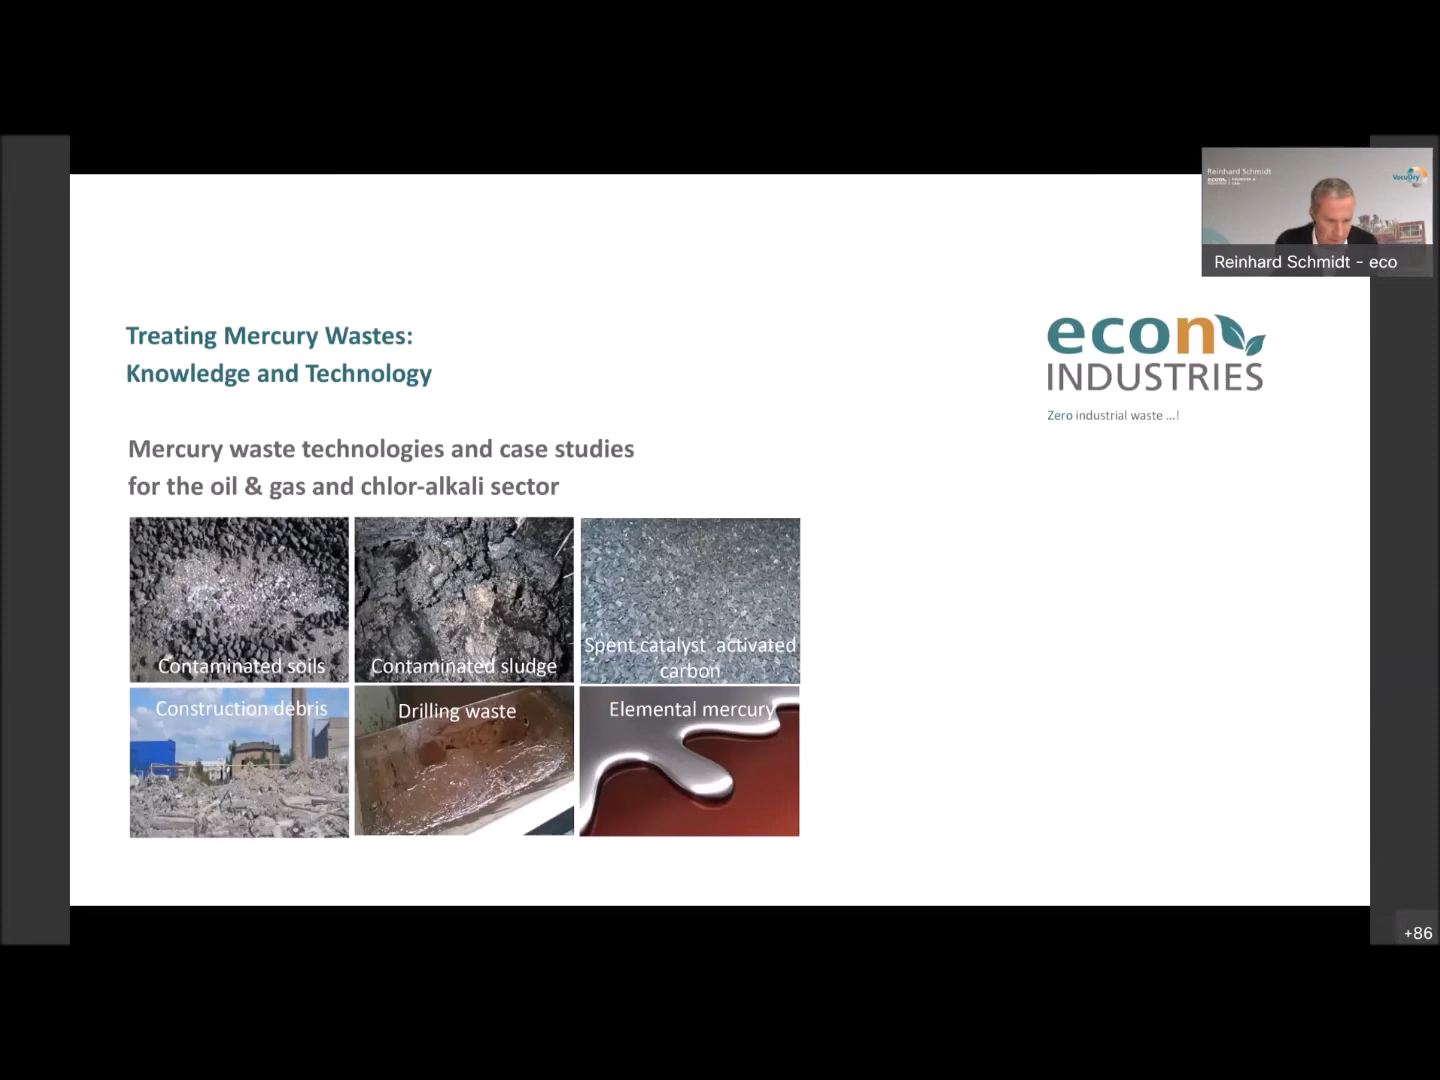 Reinhard Schmidt
VacuDry
Reinhard Schmidt - eco
Treating Mercury Wastes:
Knowledge and Technology
econ
INDUSTRIES
Zero industrial waste ...!
Mercury waste technologies and case studies
for the oil & gas and chlor-alkali sector
Contaminated soils
Contaminated sludge
Spent catalyst activated
carbon
Construction debris
Drilling waste
Elemental mercury
+86